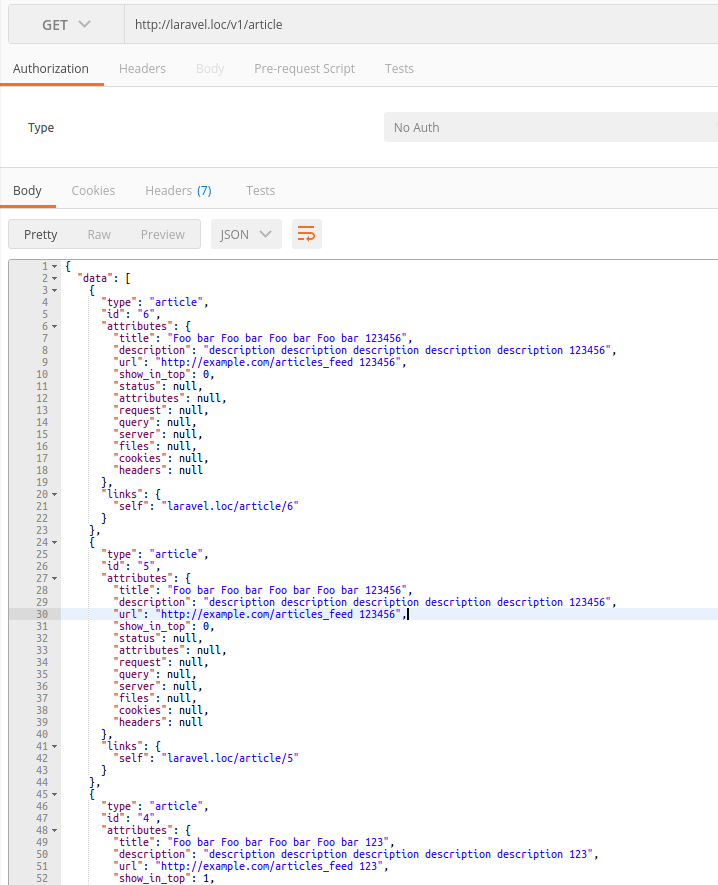 GET http://laravel.loc/v1/article
Authorization Headers Body Pre-request Script Tests
Type No Auth
Body Cookies Headers (7) Tests
Pretty Raw Preview JSON
1 {
2 "data": [
3 {
4 "type": "article",
5 "id": "6",
6 "attributes": {
7 "title": "Foo bar Foo bar Foo bar Foo bar 123456",
8 "description": "description description description description description 123456",
9 "url": "http://example.com/articles_feed 123456",
10 "show_in_top": 0,
11 "status": null,
12 "attributes": null,
13 "request": null,
14 "query": null,
15 "server": null,
16 "files": null,
17 "cookies": null,
18 "headers": null
19 },
20 "links": {
21 "self": "laravel.loc/article/6"
22 }
23 },
24 {
25 "type": "article",
26 "id": "5",
27 "attributes": {
28 "title": "Foo bar Foo bar Foo bar Foo bar 123456",
29 "description": "description description description description description 123456",
30 "url": "http://example.com/articles_feed 123456",
31 "show_in_top": 0,
32 "status": null,
33 "attributes": null,
34 "request": null,
35 "query": null,
36 "server": null,
37 "files": null,
38 "cookies": null,
39 "headers": null
40 },
41 "links": {
42 "self": "laravel.loc/article/5"
43 }
44 },
45 {
46 "type": "article",
47 "id": "4",
48 "attributes": {
49 "title": "Foo bar Foo bar Foo bar Foo bar 123",
50 "description": "description description description description description 123",
51 "url": "http://example.com/articles_feed 123",
52 "show_in_top": 1,